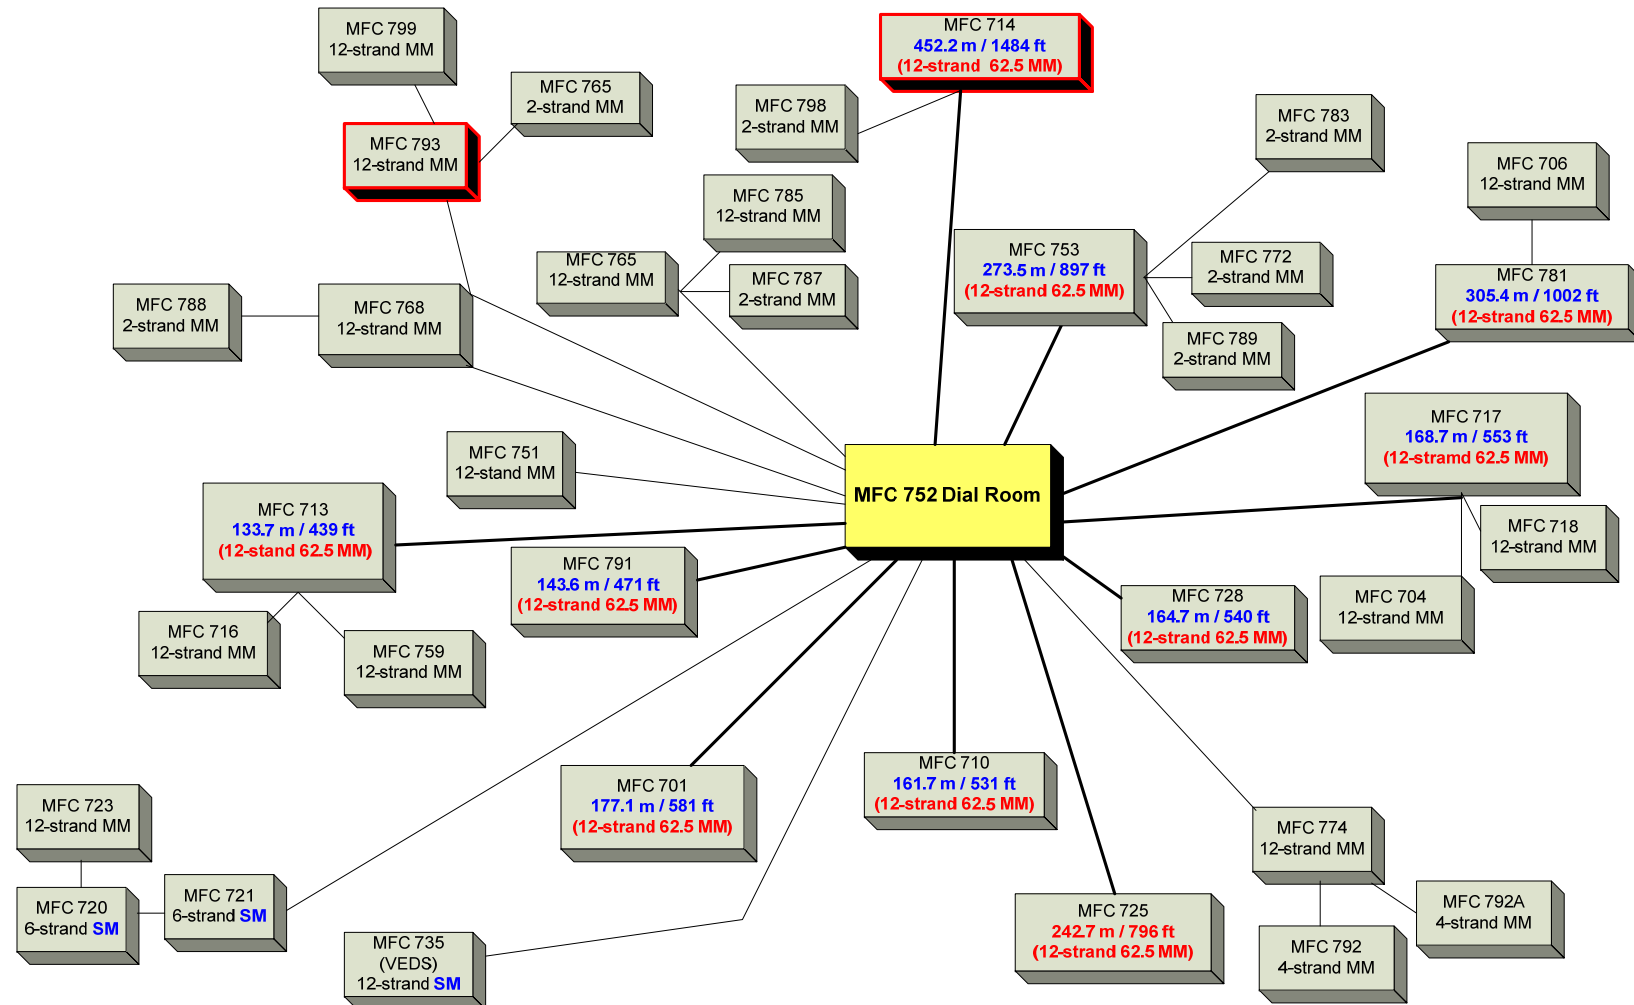 MFC 799
12-strand MM
MFC 765
2-strand MM
MFC 793
12-strand MM
MFC 714
452.2 m / 1484 ft
(12-strand 62.5 MM)
MFC 798
2-strand MM
MFC 783
2-strand MM
MFC 706
12-strand MM
MFC 785
12-strand MM
MFC 765
12-strand MM
MFC 787
2-strand MM
MFC 753
273.5 m / 897 ft
(12-strand 62.5 MM)
MFC 772
2-strand MM
MFC 781
305.4 m / 1002 ft
(12-strand 62.5 MM)
MFC 788
2-strand MM
MFC 768
12-strand MM
MFC 789
2-strand MM
MFC 717
168.7 m / 553 ft
(12-stramd 62.5 MM)
MFC 751
12-stand MM
MFC 752 Dial Room
MFC 713
133.7 m / 439 ft
(12-stand 62.5 MM)
MFC 718
12-strand MM
MFC 791
143.6 m / 471 ft
(12-strand 62.5 MM)
MFC 728
164.7 m / 540 ft
(12-strand 62.5 MM)
MFC 704
12-strand MM
MFC 716
12-strand MM
MFC 759
12-strand MM
MFC 701
177.1 m / 581 ft
(12-strand 62.5 MM)
MFC 710
161.7 m / 531 ft
(12-strand 62.5 MM)
MFC 723
12-strand MM
MFC 774
12-strand MM
MFC 720
6-strand SM
MFC 721
6-strand SM
MFC 725
242.7 m / 796 ft
(12-strand 62.5 MM)
MFC 792A
4-strand MM
MFC 735
(VEDS)
12-strand SM
MFC 792
4-strand MM